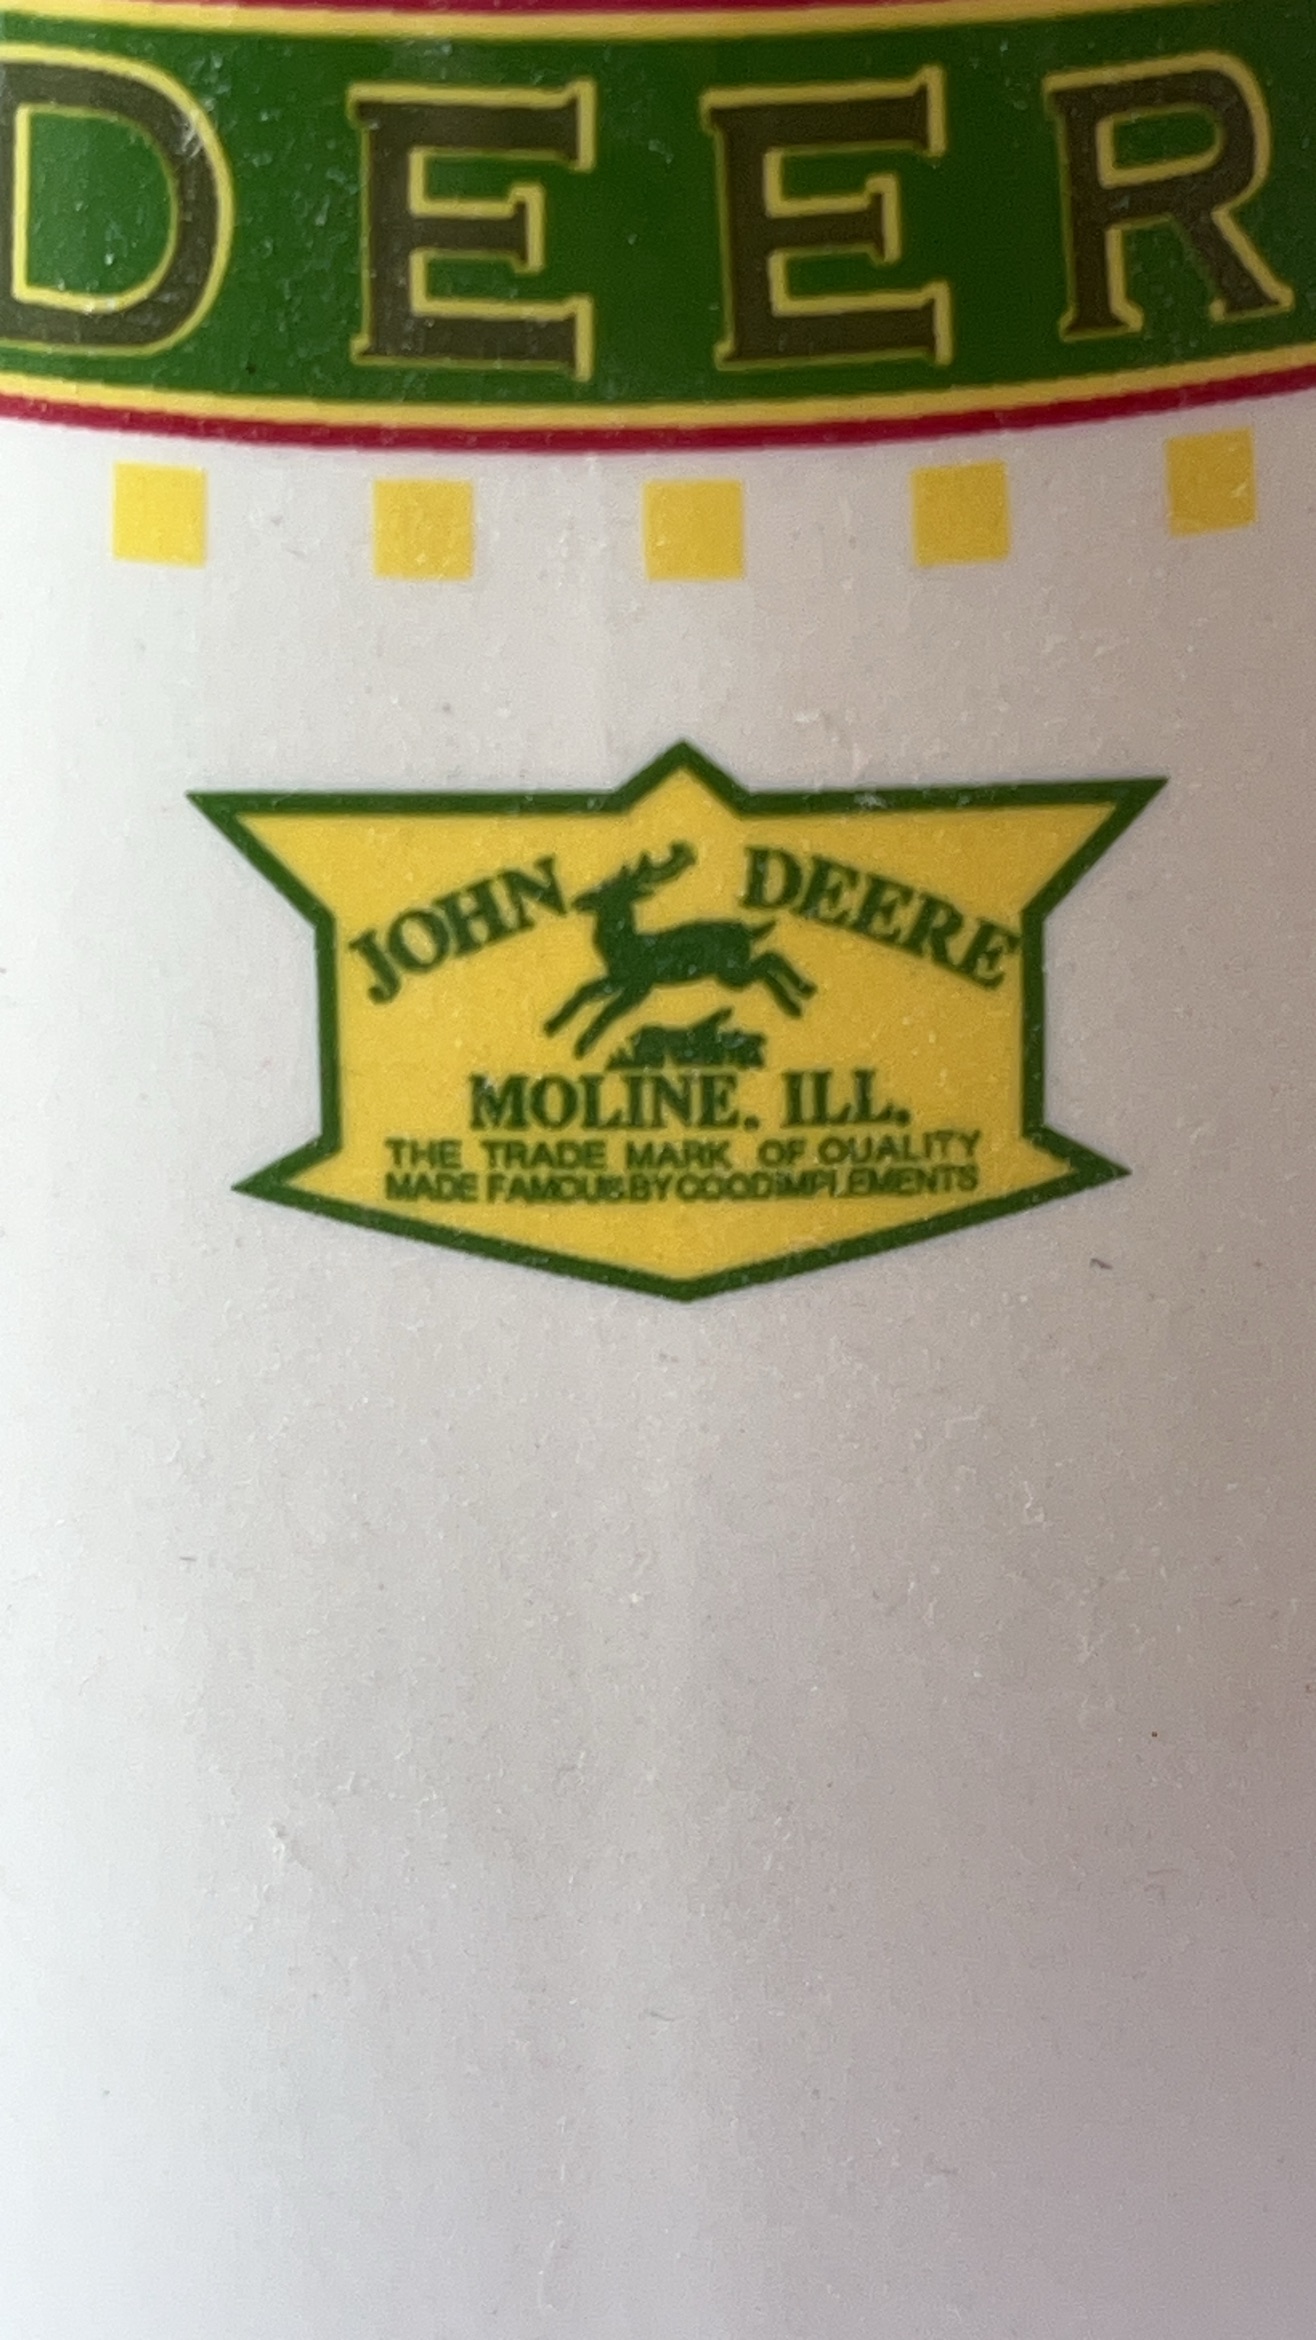 DEER
JOHN DEERE
MOLINE. ILL.
THE TRADE MARK OF QUALITY
MADE FAMOUS BY GOOD IMPLEMENTS